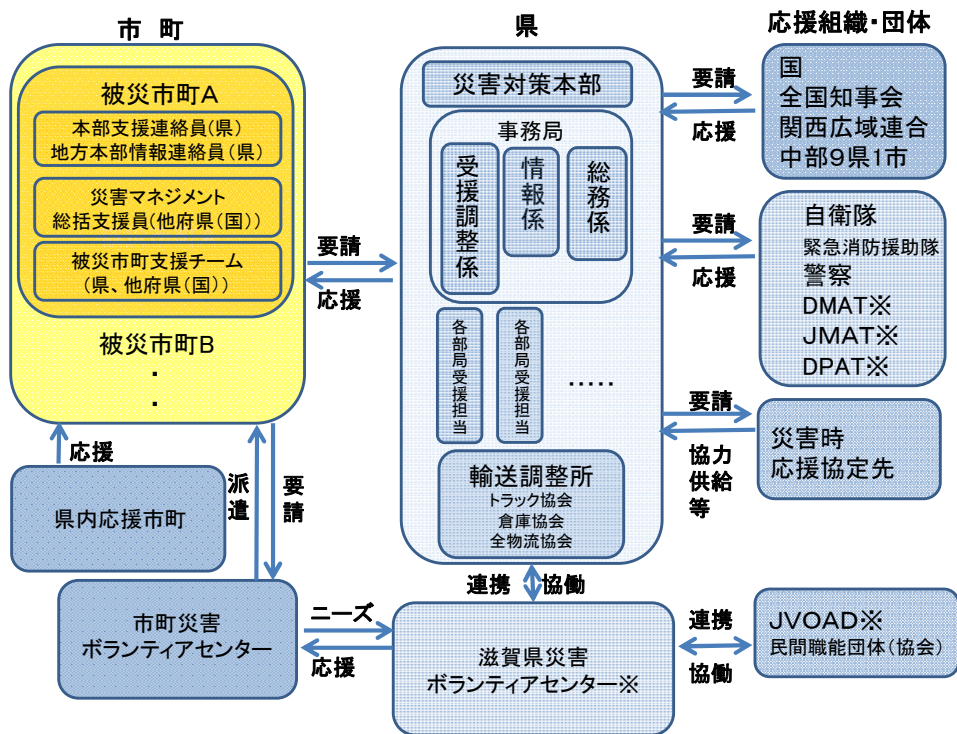 市 町
被災市町A
本部支援連絡員(県)
地方本部情報連絡員(県)
災害マネジメント
総括支援員(他府県(国))
被災市町支援チーム
(県、他府県(国))
被災市町B
・
・
要請
応援
県
災害対策本部
事務局
受援調整係
情報係
総務係
各部局受援担当
各部局受援担当
・・・・・
輸送調整所
トラック協会
倉庫協会
全物流協会
応援組織・団体
要請
応援
国
全国知事会
関西広域連合
中部9県1市
要請
応援
自衛隊
緊急消防援助隊
警察
DMAT※
JMAT※
DPAT※
要請
協力
供給
等
災害時
応援協定先
応援
県内応援市町
派遣
要請
市町災害
ボランティアセンター
ニーズ
応援
連携 協働
滋賀県災害
ボランティアセンター※
連携
協働
JVOAD※
民間職能団体(協会)